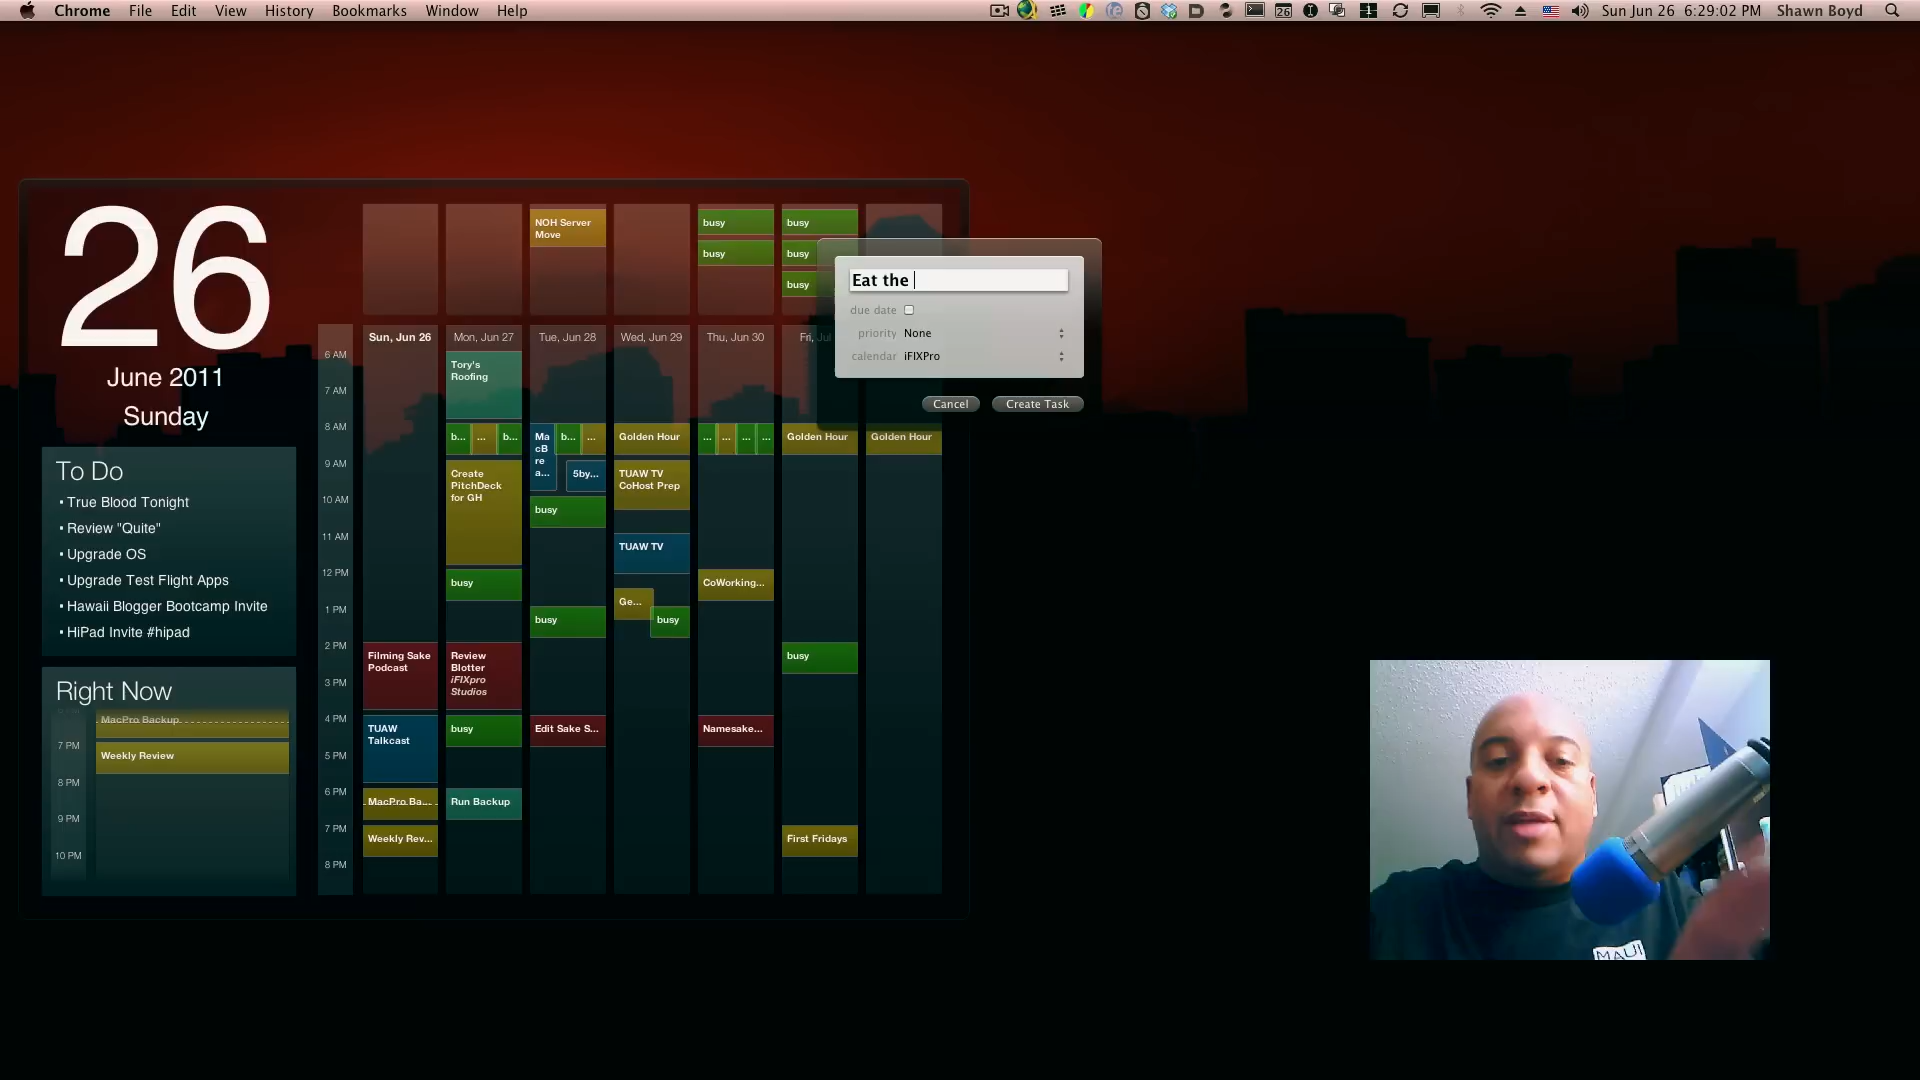 Chrome File Edit View History Bookmarks Window Help
26 1 Sun Jun 26 6:29:02 PM Shawn Boyd
26
June 2011
Sunday
To Do
• True Blood Tonight
• Review "Quite"
• Upgrade OS
• Upgrade Test Flight Apps
• Hawaii Blogger Bootcamp Invite
• HiPad Invite #hipad
Right Now
MacPro Backup
7 PM
Weekly Review
8 PM
9 PM
10 PM
NOH Server
Move
busy
busy
busy
busy
busy
Sun, Jun 26 Mon, Jun 27 Tue, Jun 28 Wed, Jun 29 Thu, Jun 30 Fri, Jul
6 AM
7 AM
8 AM
9 AM
10 AM
11 AM
12 PM
1 PM
2 PM
3 PM
4 PM
5 PM
6 PM
7 PM
8 PM
Filming Sake
Podcast
TUAW
Talkcast
MacPro Ba...
Weekly Rev...
Tory's
Roofing
b... ... b...
Create
PitchDeck
for GH
busy
Review
Blotter
iFIXpro
Studios
busy
Run Backup
Ma
cB
re
a...
b... ...
5by...
busy
busy
Edit Sake S...
Golden Hour
TUAW TV
CoHost Prep
TUAW TV
Ge...
busy
... ... ... ...
CoWorking...
Namesake...
Golden Hour
busy
First Fridays
Golden Hour
Eat the
due date
priority None
calendar iFIXPro
Cancel Create Task
MAUI